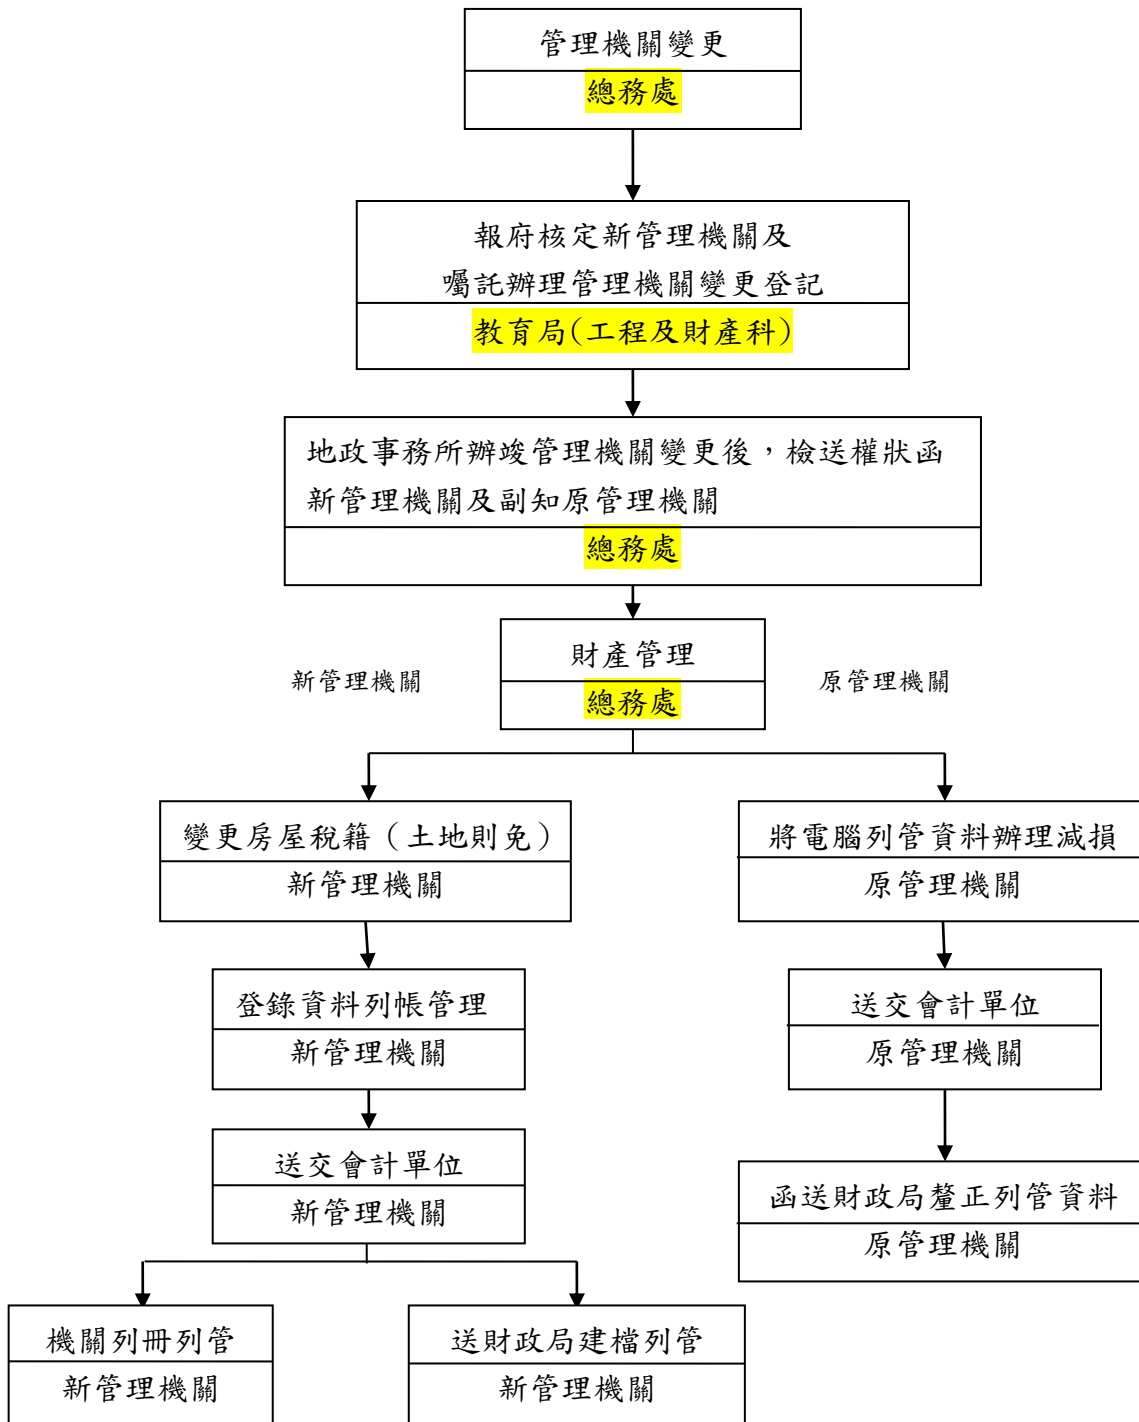 管理機關變更
總務處
報府核定新管理機關及
囑託辦理管理機關變更登記
教育局(工程及財產科)
地政事務所辦竣管理機關變更後，檢送權狀函
新管理機關及副知原管理機關
總務處
財產管理
總務處
新管理機關
原管理機關
變更房屋稅籍（土地則免）
新管理機關
將電腦列管資料辦理減損
原管理機關
登錄資料列帳管理
新管理機關
送交會計單位
原管理機關
送交會計單位
新管理機關
函送財政局釐正列管資料
原管理機關
機關列冊列管
新管理機關
送財政局建檔列管
新管理機關